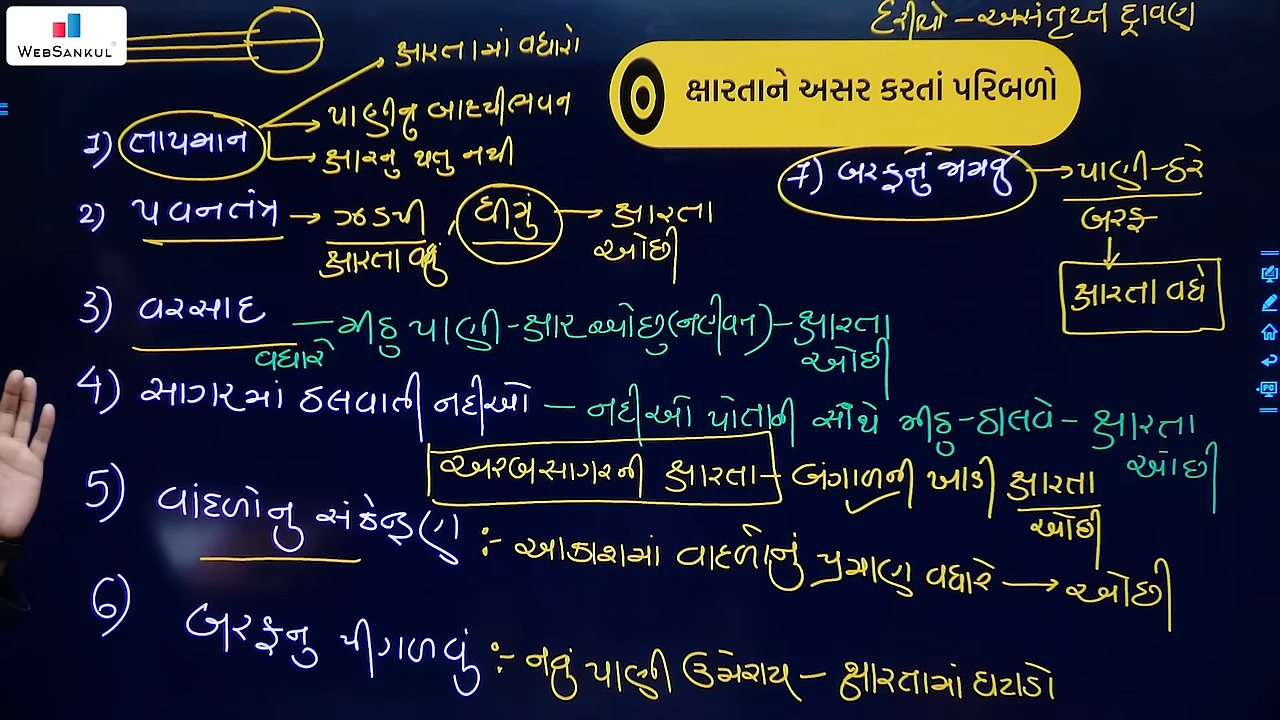 WEBSANKUL
દરીયો - અસંતૃપ્ત દ્રાવણ
ક્ષારતાને અસર કરતાં પરિબળો
→ ક્ષારતામાં વધારો
1) તાપમાન → પાણીનું બાષ્પીભવન
→ ક્ષારનુ થતુ નથી
2) પવનતંત્ર → ઝડપી ક્ષારતા વધુ, ધીમું → ક્ષારતા ઓછી
3) વરસાદ વધારે — મીઠુ પાણી - ક્ષાર ઓછુ - ક્ષારતા ઓછી
4) સાગરમાં ઠલવાતી નદીઓ — નદીઓ પોતાની સાથે મીઠુ - ઠાલવે - ક્ષારતા ઓછી
અરબસાગરની ક્ષારતા - બંગાળની ખાડી ક્ષારતા ઓછી
5) વાદળોનુ સંકેન્દ્રણ :- આકાશમાં વાદળોનું પ્રમાણ વધારે → ઓછી
6) બરફનુ પીગળવું :- નવું પાણી ઉમેરાય - ક્ષારતામાં ઘટાડો
7) બરફનું જામવું → પાણી - ઠરે
બરફ
↓
ક્ષારતા વધે